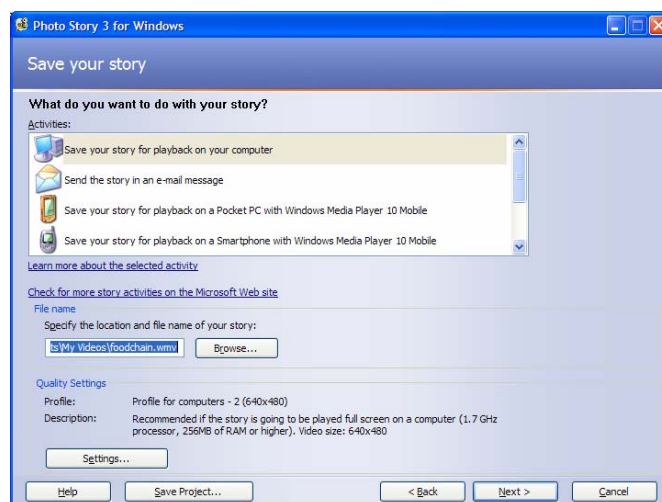 Photo Story 3 for Windows
Save your story
What do you want to do with your story?
Activities:
Save your story for playback on your computer
Send the story in an e-mail message
Save your story for playback on a Pocket PC with Windows Media Player 10 Mobile
Save your story for playback on a Smartphone with Windows Media Player 10 Mobile
Learn more about the selected activity
Check for more story activities on the Microsoft Web site
File name
Specify the location and file name of your story:
ts\My Videos\foodchain.wmv Browse...
Quality Settings
Profile: Profile for computers - 2 (640x480)
Description: Recommended if the story is going to be played full screen on a computer (1.7 GHz
processor, 256MB of RAM or higher). Video size: 640x480
Settings...
Help Save Project... < Back Next > Cancel